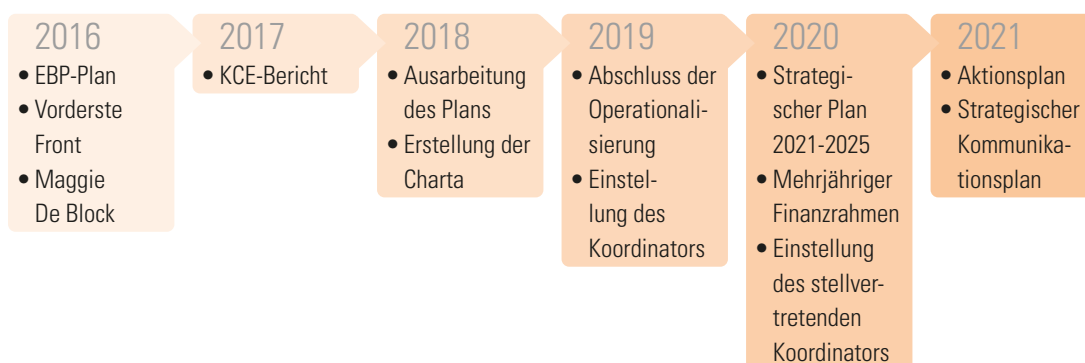 2016
• EBP-Plan
• Vorderste
Front
• Maggie
De Block
2017
• KCE-Bericht
2018
• Ausarbeitung
des Plans
• Erstellung der
Charta
2019
• Abschluss der
Operationali-
sierung
• Einstel-
lung des
Koordinators
2020
• Strategi-
scher Plan
2021-2025
• Mehrjähriger
Finanzrahmen
• Einstellung
des stellver-
tretenden
Koordinators
2021
• Aktionsplan
• Strategischer
Kommunika-
tionsplan